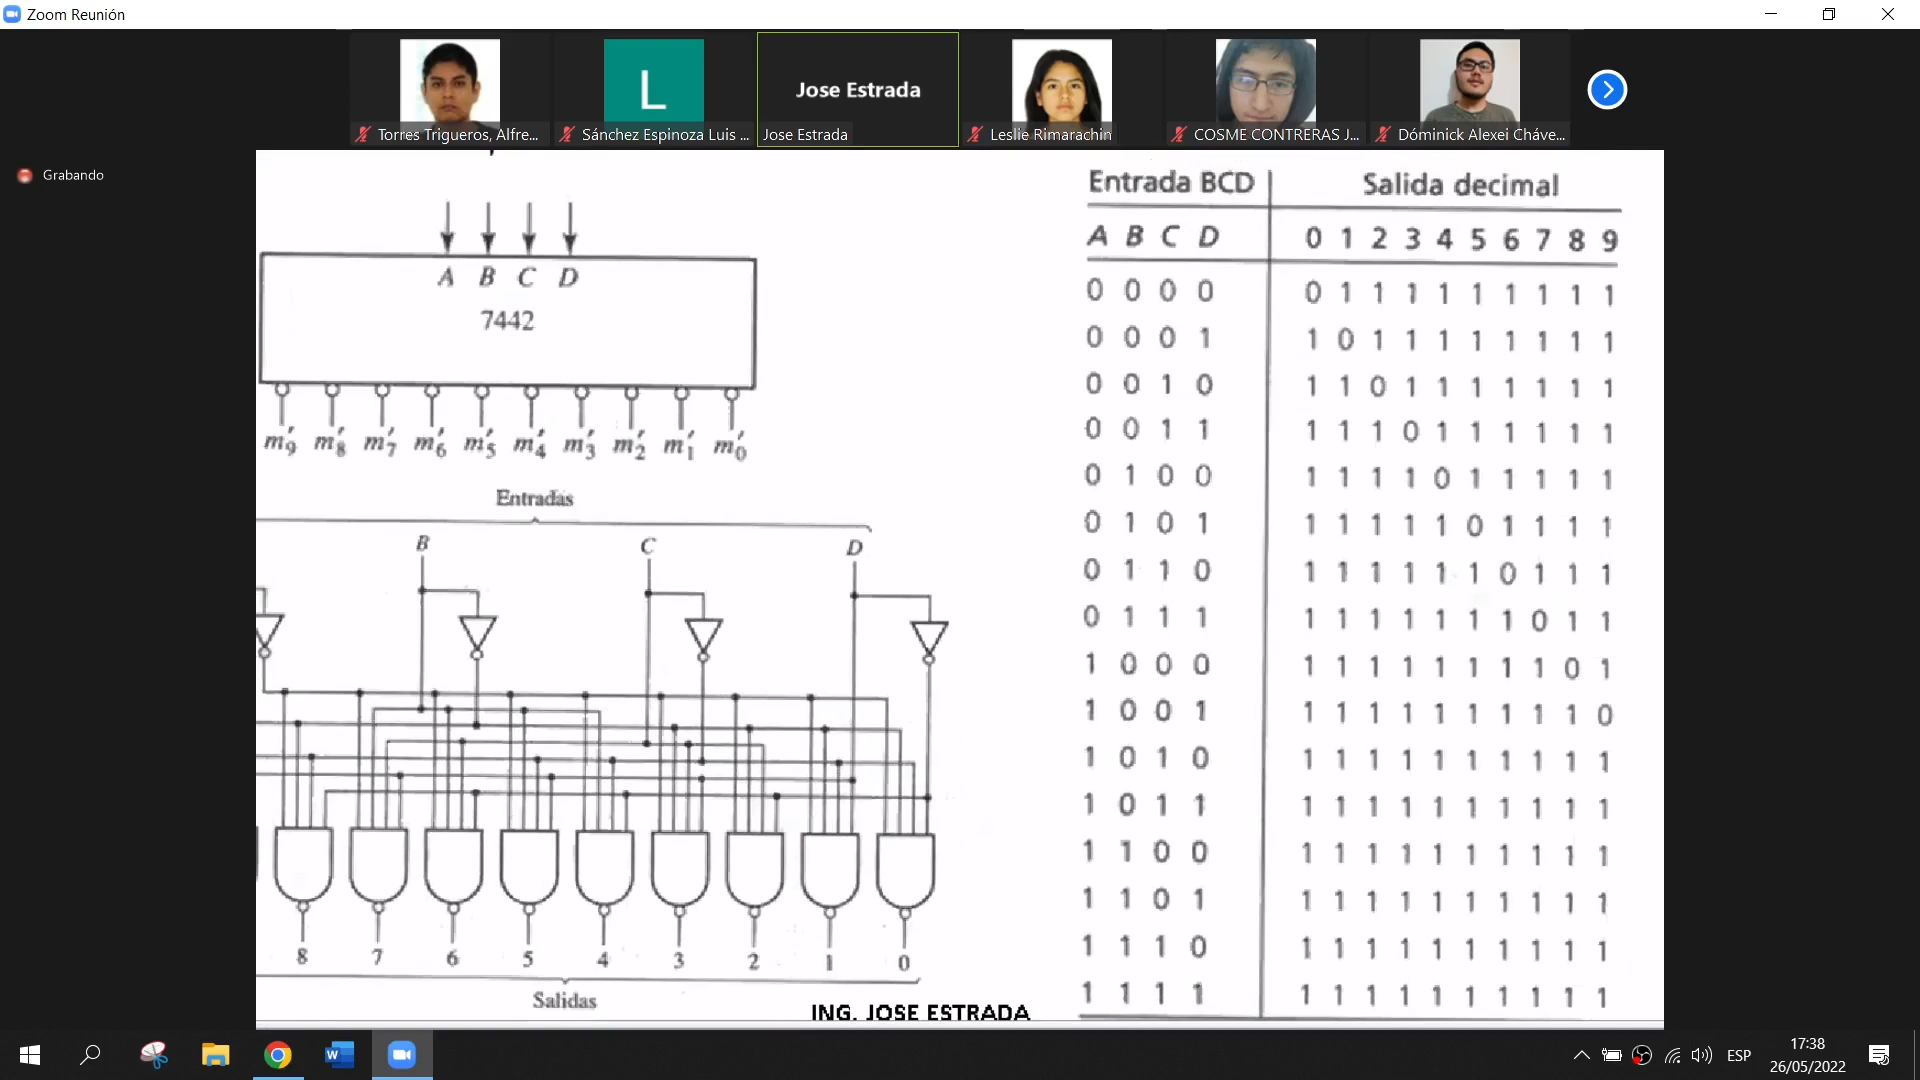 Zoom Reunión
Jose Estrada
L
Torres Trigueros, Alfre...
Sánchez Espinoza Luis ...
Jose Estrada
Leslie Rimarachin
COSME CONTRERAS J...
Dóminick Alexei Cháve...
Grabando
A B C D
7442
m′9 m′8 m′7 m′6 m′5 m′4 m′3 m′2 m′1 m′0
Entradas
B C D
8 7 6 5 4 3 2 1 0
Salidas
ING. JOSE ESTRADA
Entrada BCD Salida decimal
A B C D 0 1 2 3 4 5 6 7 8 9
0 0 0 0 0 1 1 1 1 1 1 1 1 1
0 0 0 1 1 0 1 1 1 1 1 1 1 1
0 0 1 0 1 1 0 1 1 1 1 1 1 1
0 0 1 1 1 1 1 0 1 1 1 1 1 1
0 1 0 0 1 1 1 1 0 1 1 1 1 1
0 1 0 1 1 1 1 1 1 0 1 1 1 1
0 1 1 0 1 1 1 1 1 1 0 1 1 1
0 1 1 1 1 1 1 1 1 1 1 0 1 1
1 0 0 0 1 1 1 1 1 1 1 1 0 1
1 0 0 1 1 1 1 1 1 1 1 1 1 0
1 0 1 0 1 1 1 1 1 1 1 1 1 1
1 0 1 1 1 1 1 1 1 1 1 1 1 1
1 1 0 0 1 1 1 1 1 1 1 1 1 1
1 1 0 1 1 1 1 1 1 1 1 1 1 1
1 1 1 0 1 1 1 1 1 1 1 1 1 1
1 1 1 1 1 1 1 1 1 1 1 1 1 1
ESP
17:38
26/05/2022